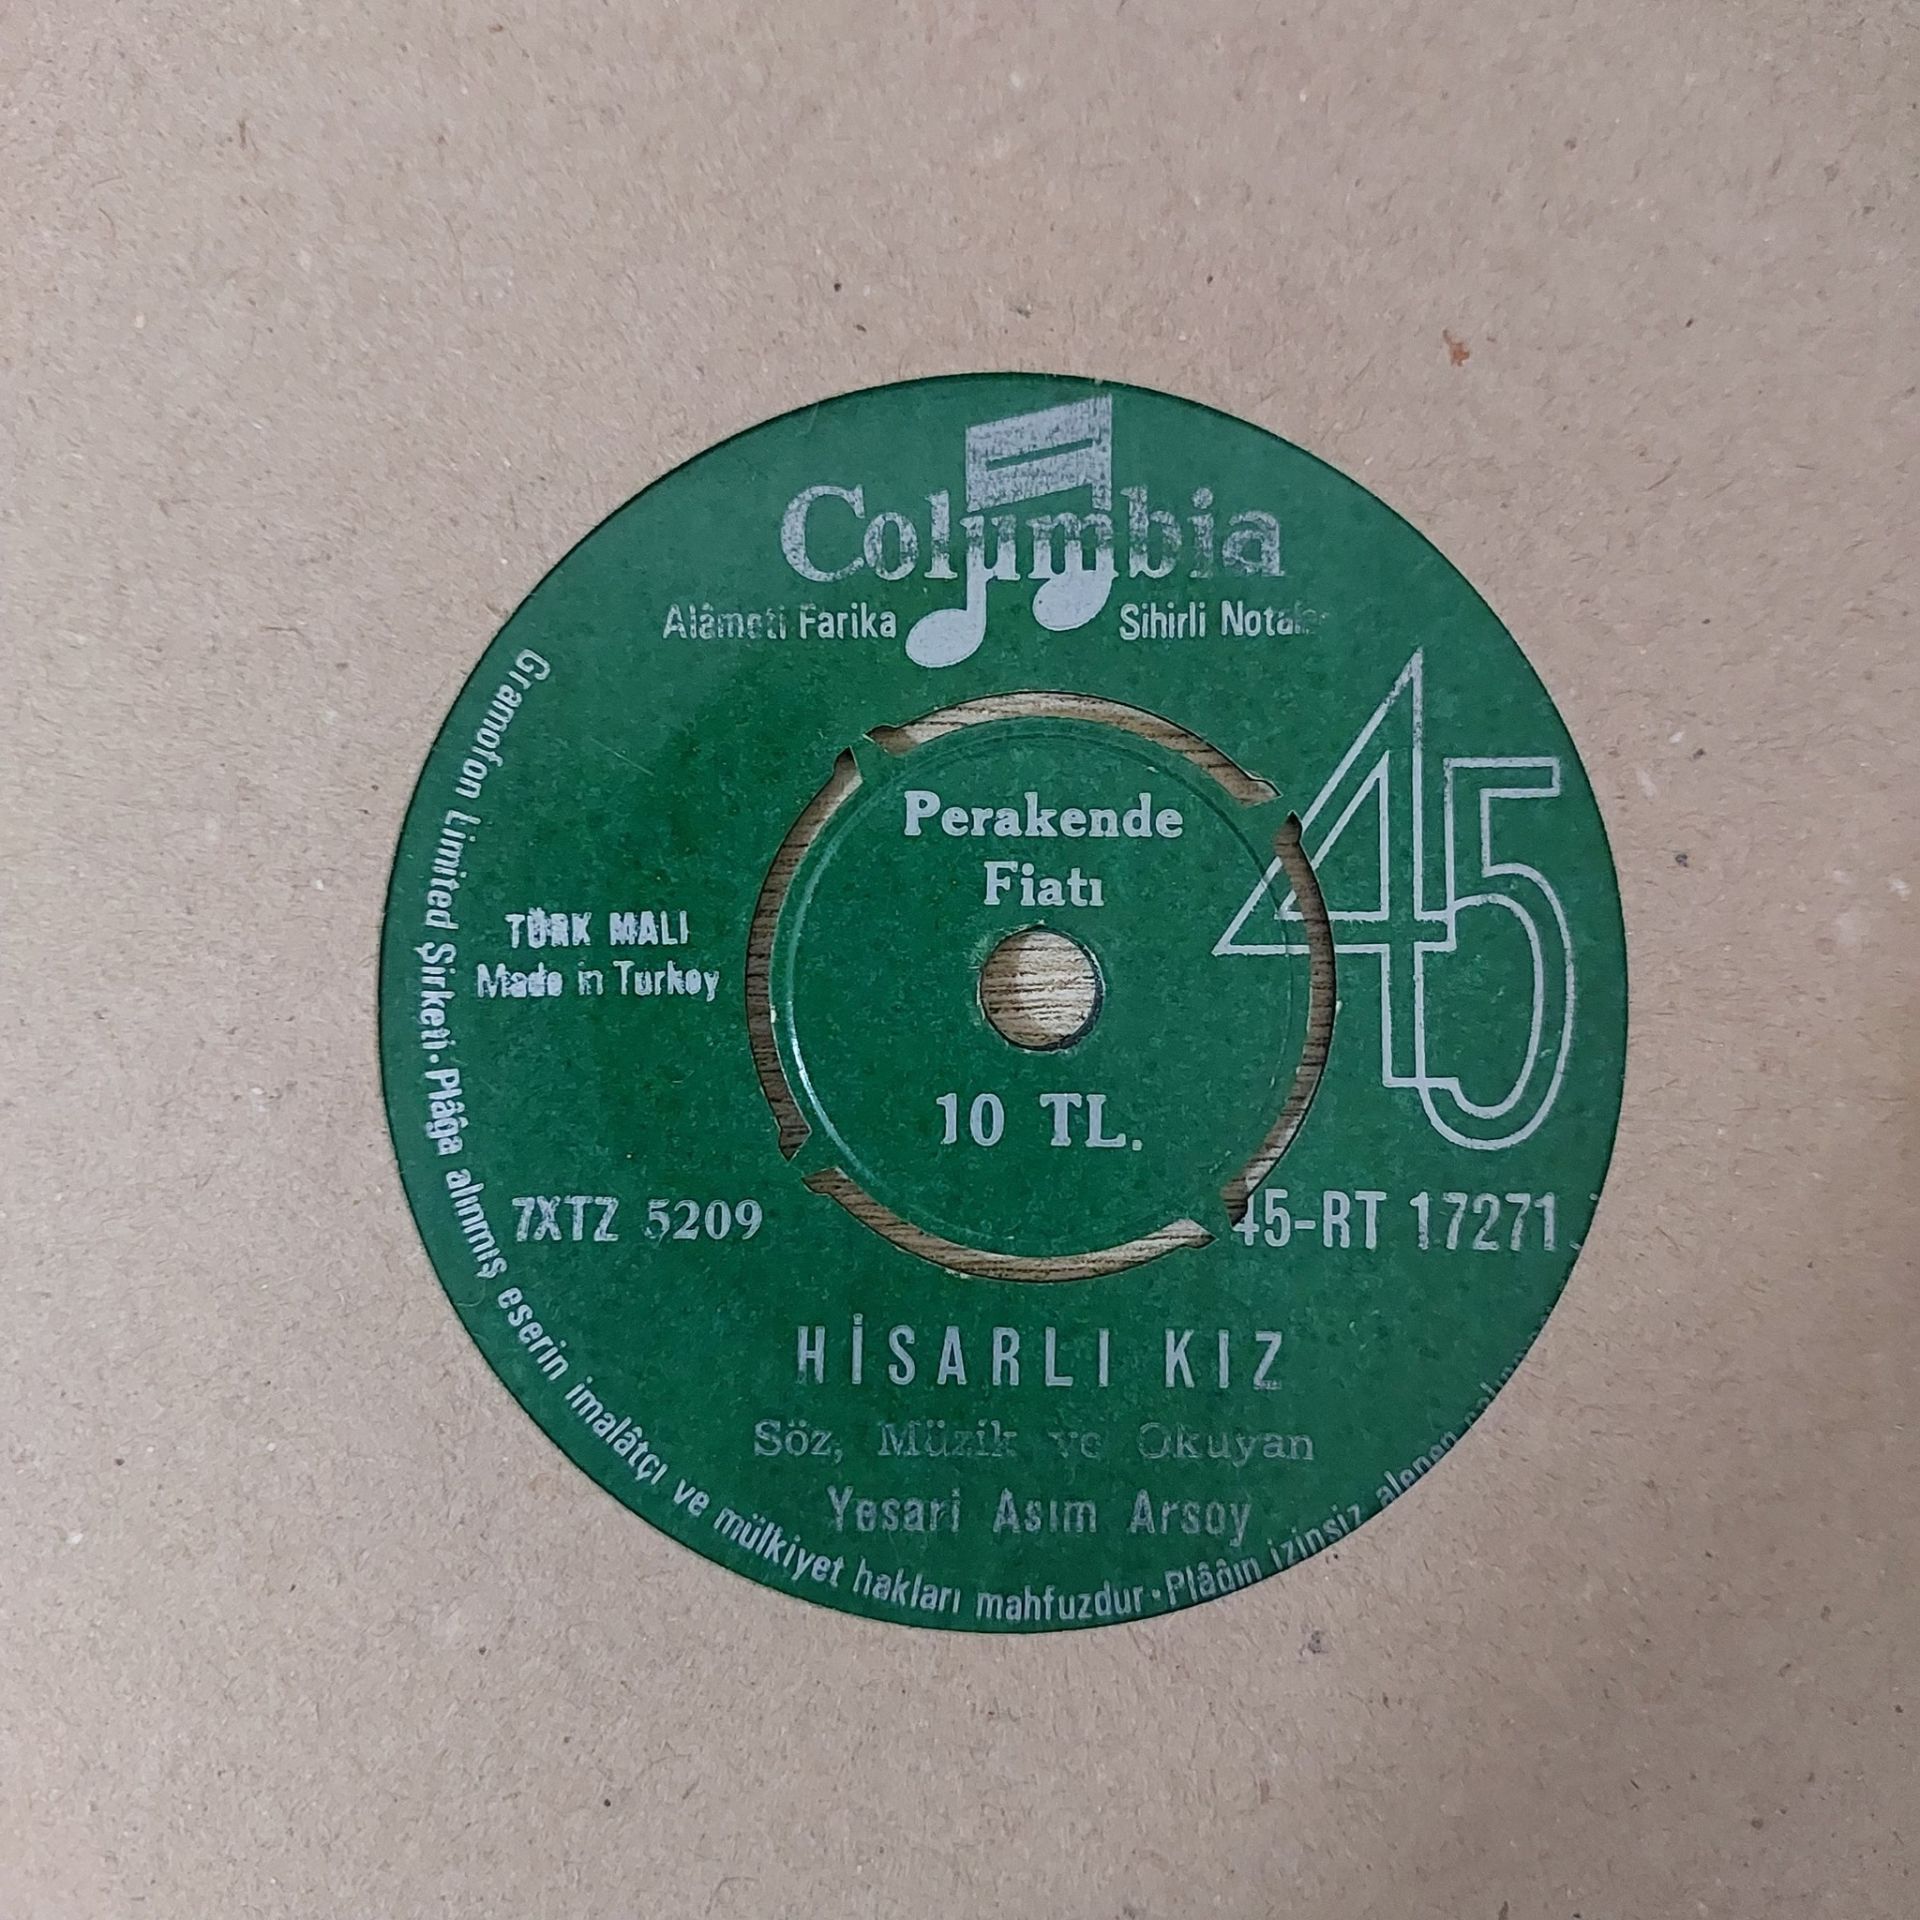 Columbia
Alâmeti Farika
Sihirli Notalar
45
Perakende
Fiatı
10 TL.
TÜRK MALI
Made in Turkey
7XTZ 5209
45-RT 17271
HİSARLI KIZ
Söz, Müzik ve Okuyan
Yesari Asım Arsoy
Gramofon Limited Şirketi · Plâğa alınmış eserin imalâtçı ve mülkiyet hakları mahfuzdur · Plâğın izinsiz alenen